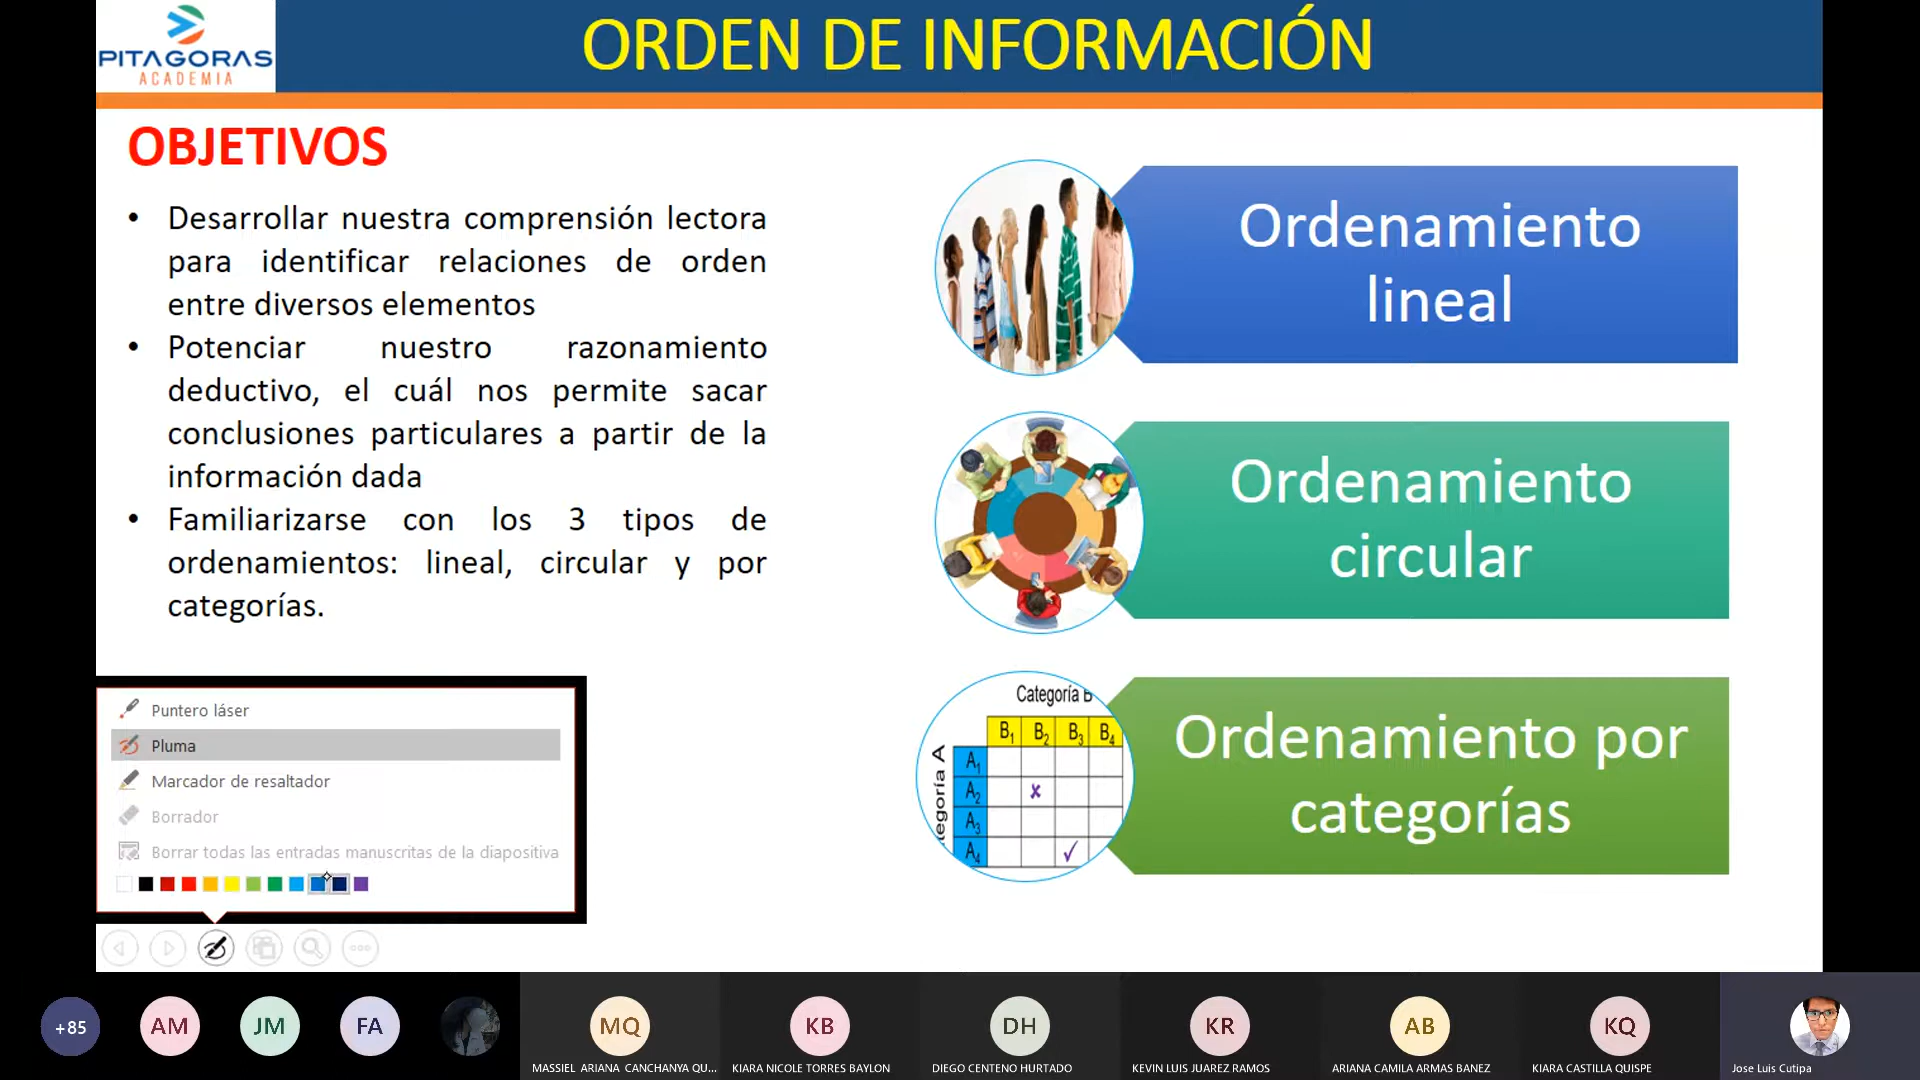 PITAGORAS
ACADEMIA
ORDEN DE INFORMACIÓN
OBJETIVOS
• Desarrollar nuestra comprensión lectora
para identificar relaciones de orden
entre diversos elementos
• Potenciar nuestro razonamiento
deductivo, el cuál nos permite sacar
conclusiones particulares a partir de la
información dada
• Familiarizarse con los 3 tipos de
ordenamientos: lineal, circular y por
categorías.
Ordenamiento
lineal
Ordenamiento
circular
Categoría B
B1 B2 B3 B4
tegoría A
A1
A2 x
A3
A4 ✓
Ordenamiento por
categorías
Puntero láser
Pluma
Marcador de resaltador
Borrador
Borrar todas las entradas manuscritas de la diapositiva
+85
AM
JM
FA
MQ
KB
DH
KR
AB
KQ
MASSIEL ARIANA CANCHANYA QU...
KIARA NICOLE TORRES BAYLON
DIEGO CENTENO HURTADO
KEVIN LUIS JUAREZ RAMOS
ARIANA CAMILA ARMAS BANEZ
KIARA CASTILLA QUISPE
Jose Luis Cutipa